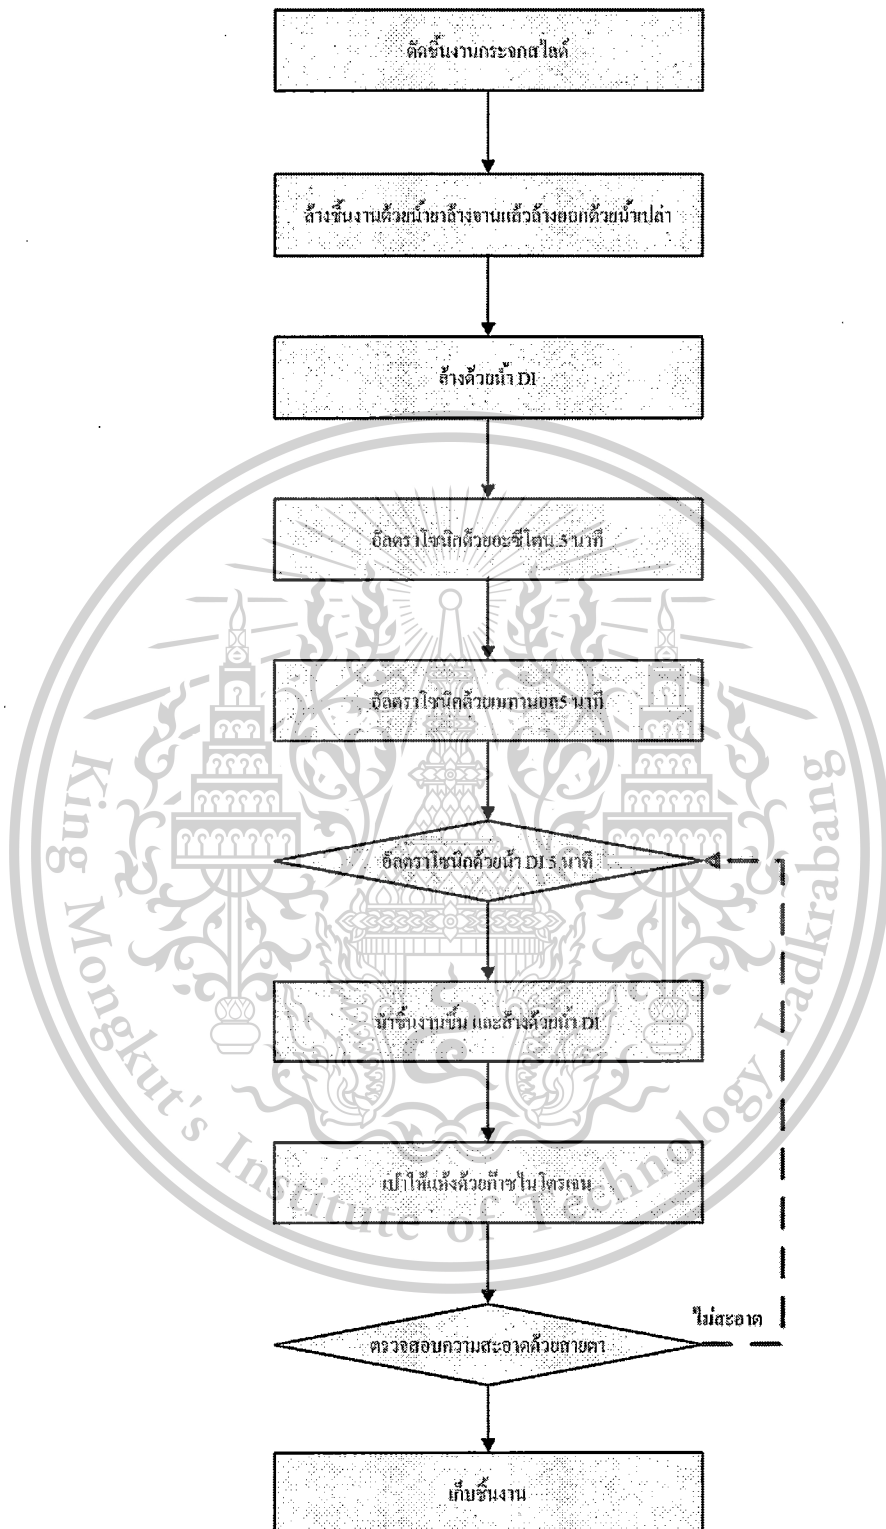 ตัดชิ้นงานกระจกสไลด์
ล้างชิ้นงานด้วยน้ำยาล้างจานแล้วล้างออกด้วยน้ำเปล่า
ล้างด้วยน้ำ DI
อัลตราโซนิกด้วยอะซีโตน 5 นาที
อัลตราโซนิคด้วยเมทานอล5 นาที
อัลตราโซนิกด้วยน้ำ DI 5 นาที
นำชิ้นงานขึ้น และล้างด้วยน้ำ DI
เป่าให้แห้งด้วยก๊าซไนโตรเจน
ไม่สะอาด
ตรวจสอบความสะอาดด้วยสายตา
เก็บชิ้นงาน
King Mongkut's Institute of Technology Ladkrabang